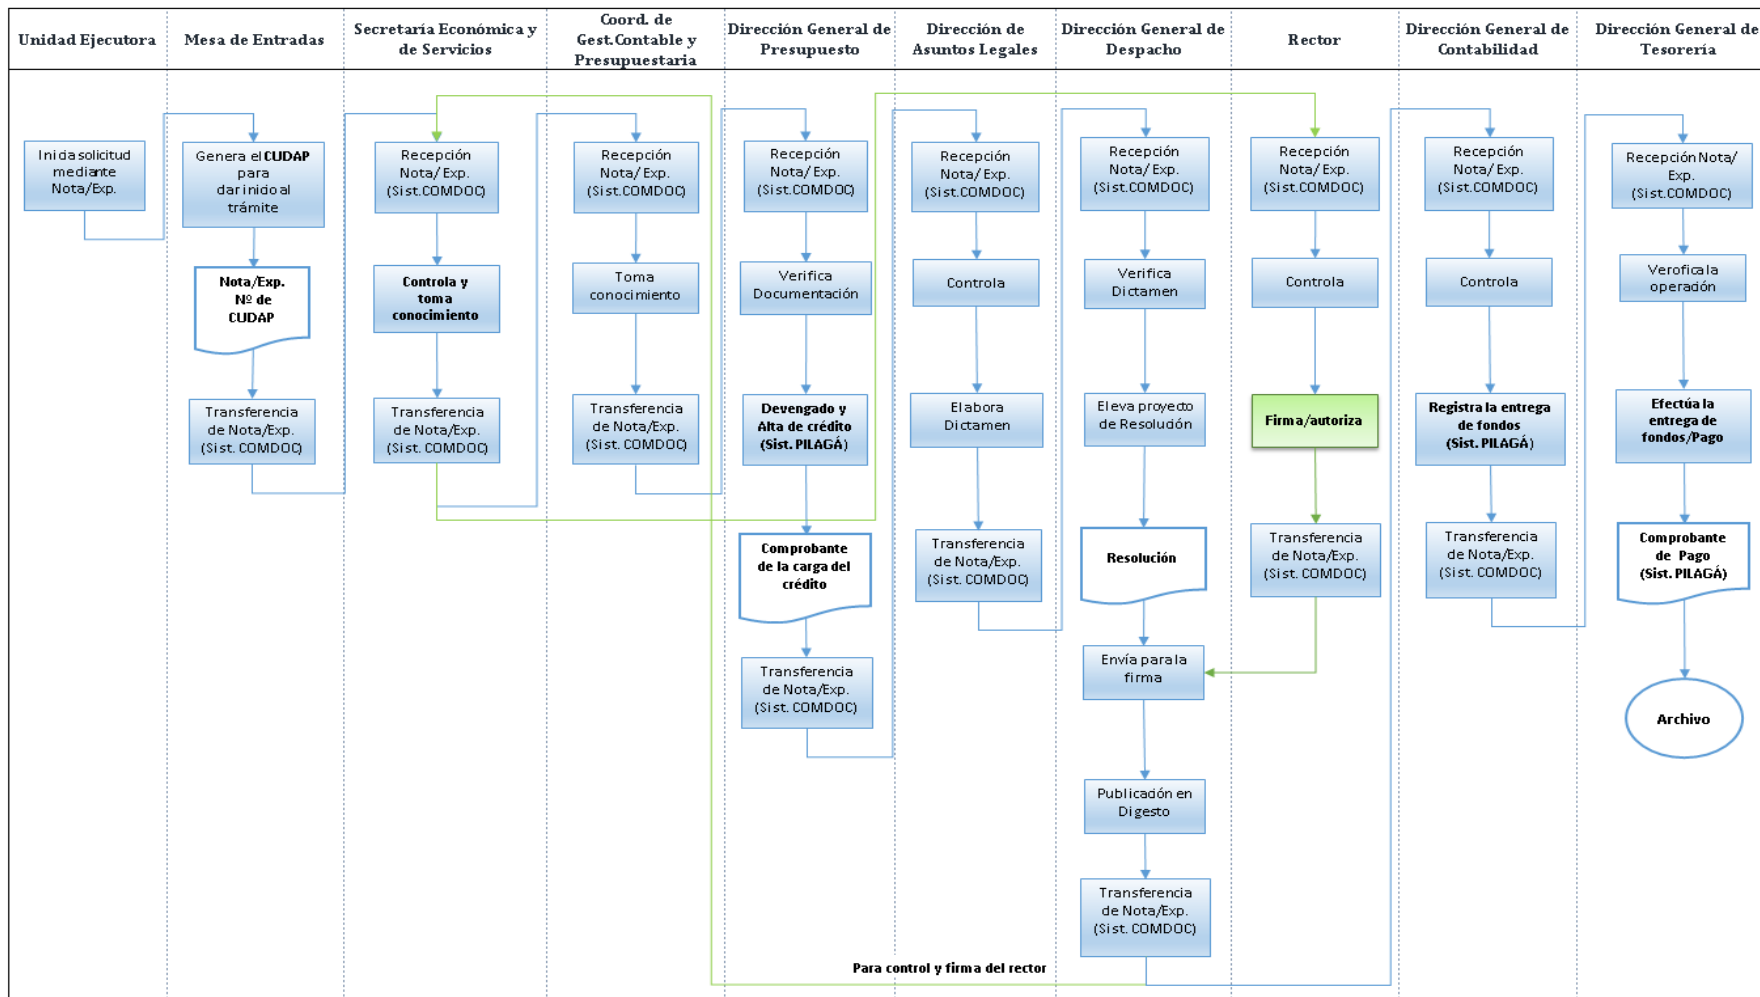 Unidad Ejecutora
Mesa de Entradas
Secretaría Económica y
de Servicios
Coord. de
Gest.Contable y
Presupuestaria
Dirección General de
Presupuesto
Dirección de
Asuntos Legales
Dirección General de
Despacho
Rector
Dirección General de
Contabilidad
Dirección General de
Tesorería
Inicia solicitud
mediante
Nota/Exp.
Genera el CUDAP
para
dar inicio al
trámite
Nota/Exp.
Nº de
CUDAP
Transferencia
de Nota/Exp.
(Sist. COMDOC)
Recepción
Nota/ Exp.
(Sist.COMDOC)
Controla y
toma
conocimiento
Transferencia
de Nota/Exp.
(Sist. COMDOC)
Recepción
Nota/ Exp.
(Sist.COMDOC)
Toma
conocimiento
Transferencia
de Nota/Exp.
(Sist. COMDOC)
Recepción
Nota/ Exp.
(Sist.COMDOC)
Verifica
Documentación
Devengado y
Alta de crédito
(Sist. PILAGÁ)
Comprobante
de la carga del
crédito
Transferencia
de Nota/Exp.
(Sist. COMDOC)
Recepción
Nota/ Exp.
(Sist.COMDOC)
Controla
Elabora
Dictamen
Transferencia
de Nota/Exp.
(Sist. COMDOC)
Recepción
Nota/ Exp.
(Sist.COMDOC)
Verifica
Dictamen
Eleva proyecto
de Resolución
Resolución
Envía para la
firma
Publicación en
Digesto
Transferencia
de Nota/Exp.
(Sist. COMDOC)
Para control y firma del rector
Recepción
Nota/ Exp.
(Sist.COMDOC)
Controla
Firma/autoriza
Transferencia
de Nota/Exp.
(Sist. COMDOC)
Recepción
Nota/ Exp.
(Sist.COMDOC)
Controla
Registra la entrega
de fondos
(Sist. PILAGÁ)
Transferencia
de Nota/Exp.
(Sist. COMDOC)
Recepción Nota/
Exp.
(Sist.COMDOC)
Verofica la
operación
Efectúa la
entrega de
fondos/Pago
Comprobante
de Pago
(Sist. PILAGÁ)
Archivo